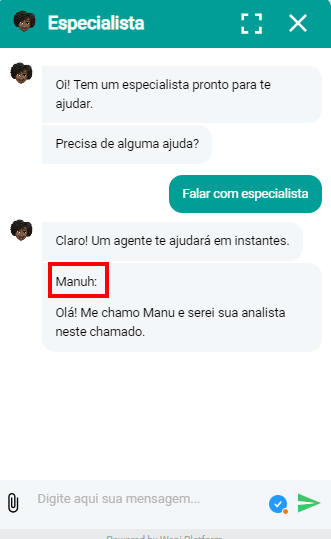 Especialista
Oi! Tem um especialista pronto para te
ajudar.
Precisa de alguma ajuda?
Falar com especialista
Claro! Um agente te ajudará em instantes.
Manuh:
Olá! Me chamo Manu e serei sua analista
neste chamado.
Digite aqui sua mensagem...
Powered by Weni Platform